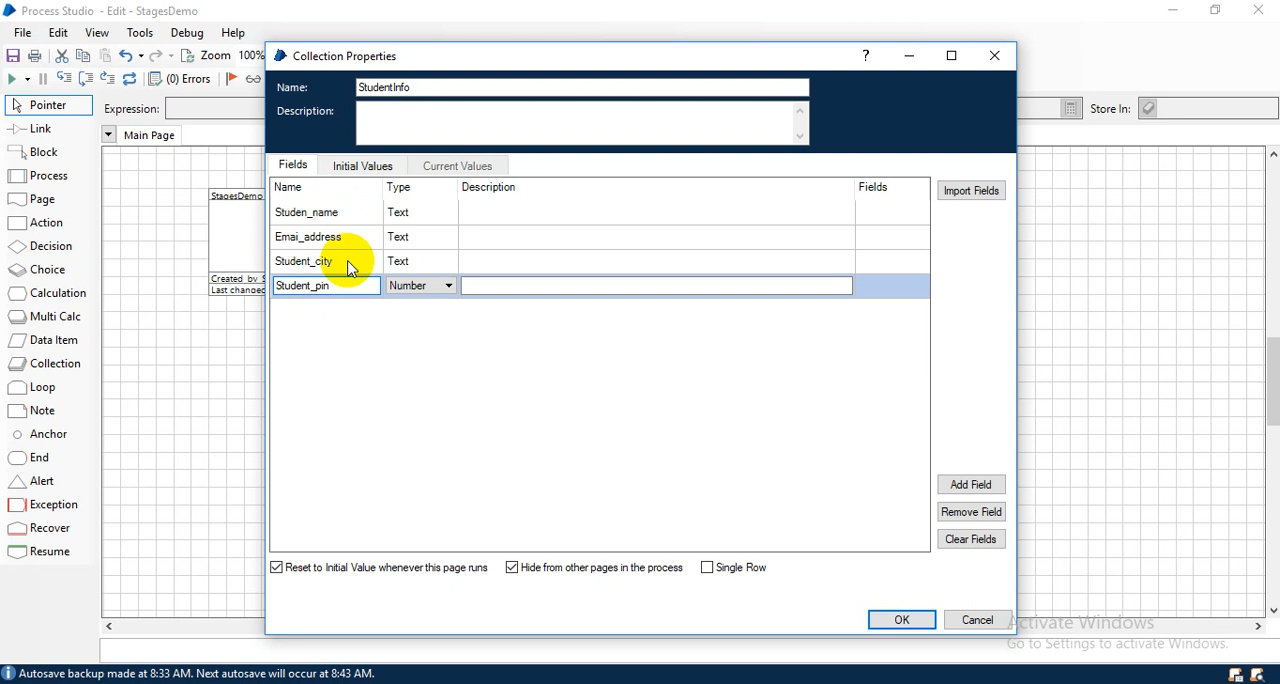 Process Studio - Edit - StagesDemo
File Edit View Tools Debug Help
Zoom 100%
Collection Properties ?
(0) Errors
Name: StudentInfo
Description:
Expression: Store In:
Main Page
Pointer
Link
Block
Process
Page
Action
Decision
Choice
Calculation
Multi Calc
Data Item
Collection
Loop
Note
Anchor
End
Alert
Exception
Recover
Resume
StagesDemo
Created by S
Last changed
Fields Initial Values Current Values
Name Type Description Fields
Import Fields
Studen_name Text
Emai_address Text
Student_city Text
Student_pin Number
Add Field
Remove Field
Clear Fields
Reset to Initial Value whenever this page runs Hide from other pages in the process Single Row
OK Cancel
Activate Windows
Go to Settings to activate Windows.
Autosave backup made at 8:33 AM. Next autosave will occur at 8:43 AM.